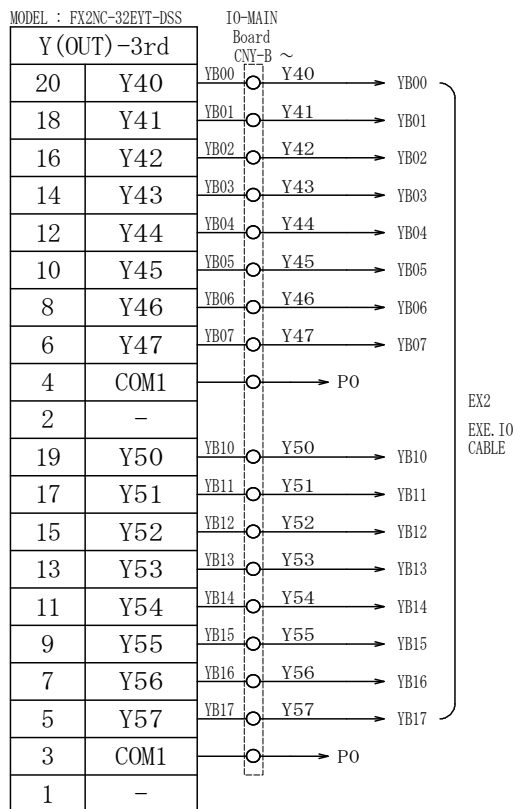 MODEL : FX2NC-32EYT-DSS IO-MAIN
Board
Y(OUT)-3rd CNY-B ~
20 Y40 YB00 Y40 YB00
18 Y41 YB01 Y41 YB01
16 Y42 YB02 Y42 YB02
14 Y43 YB03 Y43 YB03
12 Y44 YB04 Y44 YB04
10 Y45 YB05 Y45 YB05
8 Y46 YB06 Y46 YB06
6 Y47 YB07 Y47 YB07
4 COM1 P0
EX2
2 -
EXE.IO
CABLE
19 Y50 YB10 Y50 YB10
17 Y51 YB11 Y51 YB11
15 Y52 YB12 Y52 YB12
13 Y53 YB13 Y53 YB13
11 Y54 YB14 Y54 YB14
9 Y55 YB15 Y55 YB15
7 Y56 YB16 Y56 YB16
5 Y57 YB17 Y57 YB17
3 COM1 P0
1 -